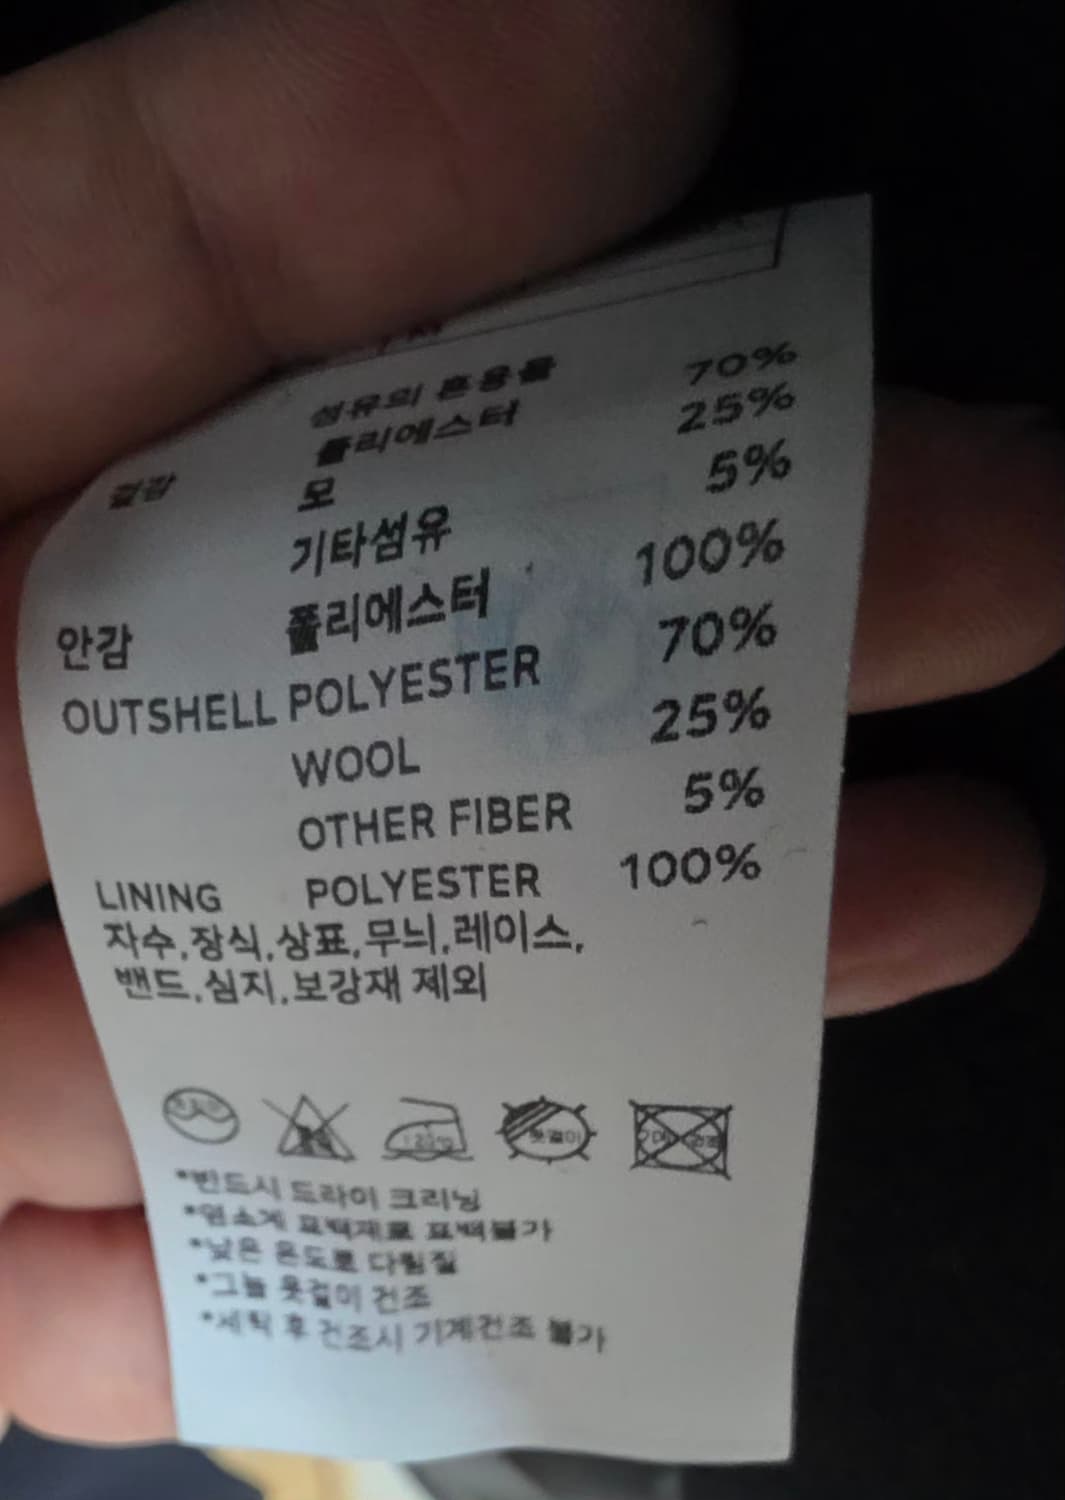 섬유의 혼용율
겉감 폴리에스터 70%
모 25%
기타섬유 5%
안감 폴리에스터 100%
OUTSHELL POLYESTER 70%
WOOL 25%
OTHER FIBER 5%
LINING POLYESTER 100%
자수,장식,상표,무늬,레이스,
밴드,심지,보강재 제외
옷걸이
*반드시 드라이 크리닝
*염소계 표백제로 표백불가
*낮은 온도로 다림질
*그늘 옷걸이 건조
*세탁 후 건조시 기계건조 불가